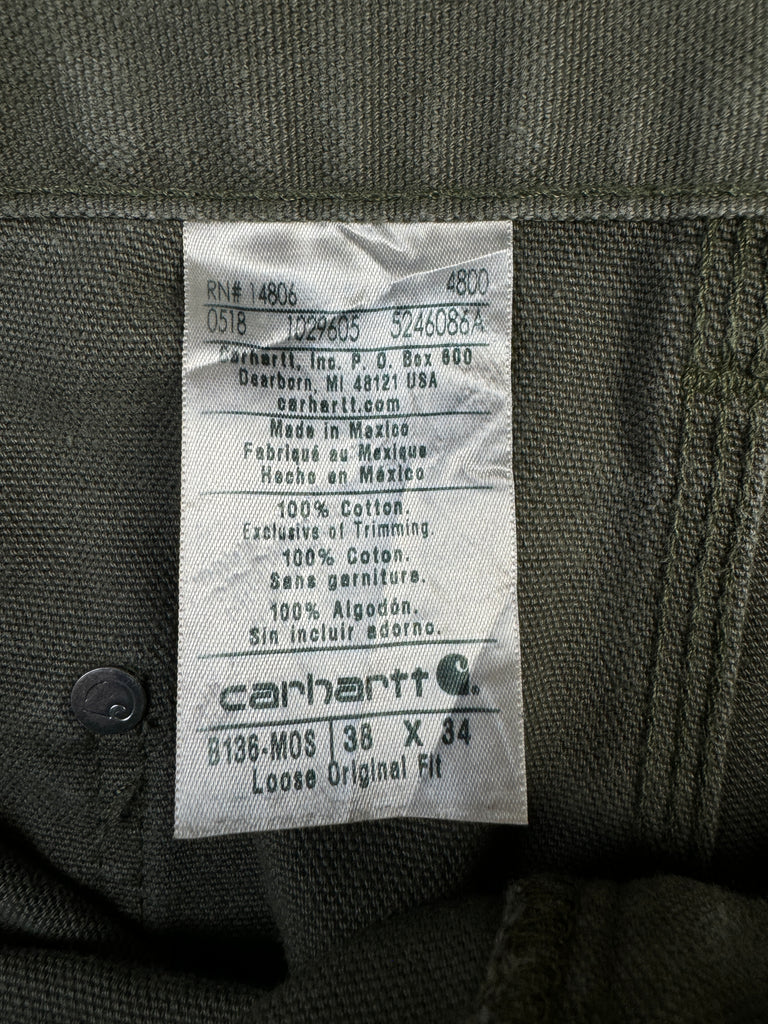 RN# 14806 4800
0518 1029605 5246086A
Carhartt, Inc. P. O. Box 600
Dearborn, MI 48121 USA
carhartt.com
Made in Mexico
Fabriqué au Mexique
Hecho en México
100% Cotton.
Exclusive of Trimming.
100% Coton.
Sans garniture.
100% Algodón.
Sin incluir adorno.
carhartt
B136-MOS 38 X 34
Loose Original Fit